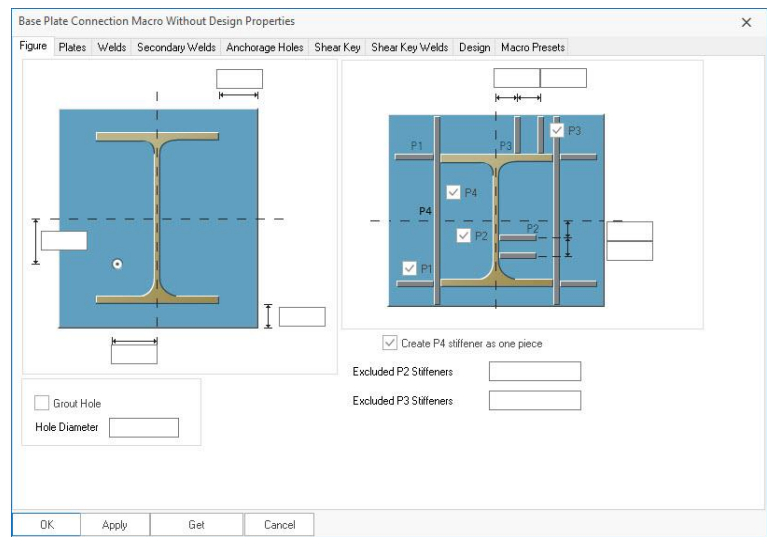 Base Plate Connection Macro Without Design Properties
Figure Plates Welds Secondary Welds Anchorage Holes Shear Key Shear Key Welds Design Macro Presets
P1 P3 P3
P4
P4
P2 P2
P1
Create P4 stiffener as one piece
Excluded P2 Stiffeners
Excluded P3 Stiffeners
Grout Hole
Hole Diameter
OK Apply Get Cancel